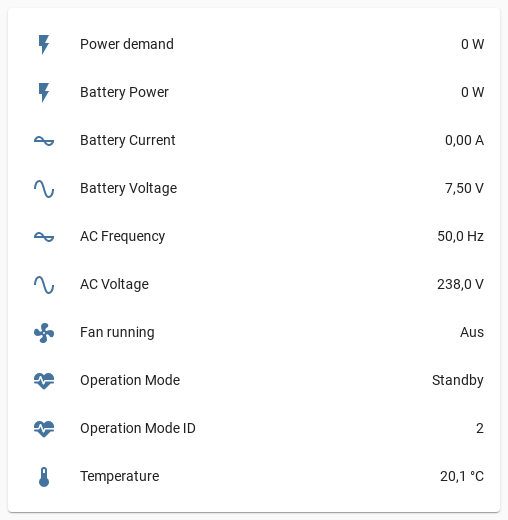 Power demand 0 W
Battery Power 0 W
Battery Current 0,00 A
Battery Voltage 7,50 V
AC Frequency 50,0 Hz
AC Voltage 238,0 V
Fan running Aus
Operation Mode Standby
Operation Mode ID 2
Temperature 20,1 °C